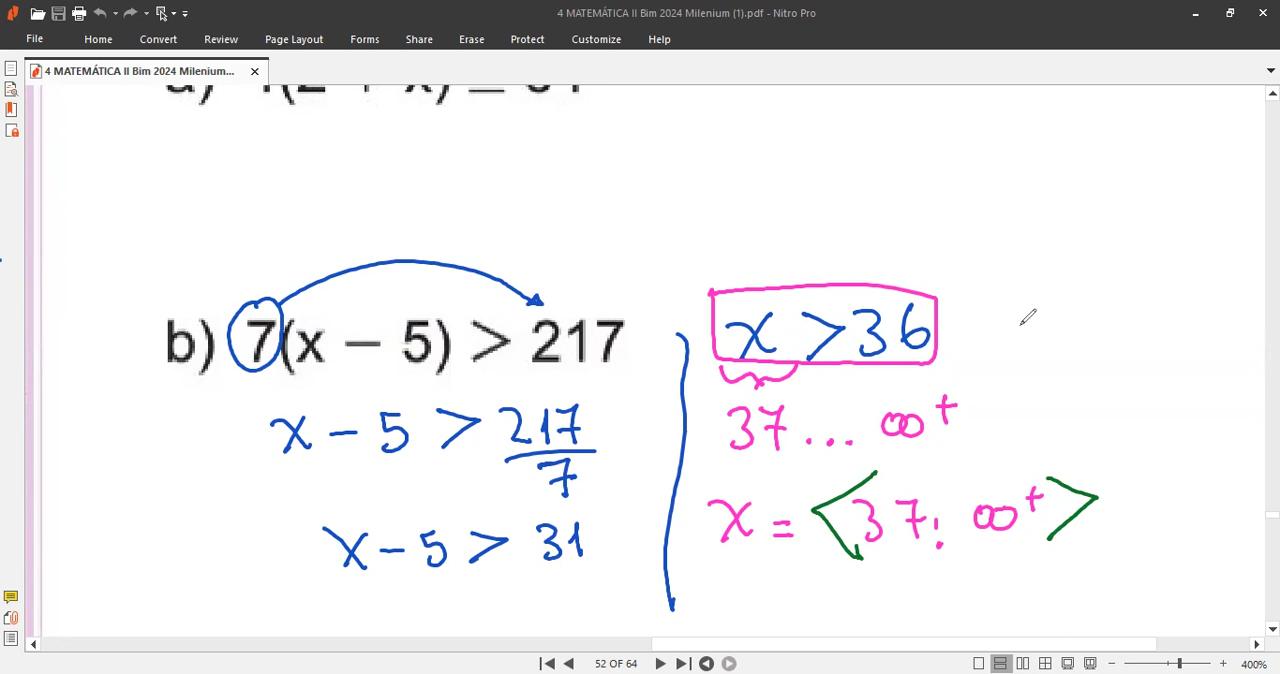 4 MATEMÁTICA II Bim 2024 Milenium (1).pdf - Nitro Pro
File Home Convert Review Page Layout Forms Share Erase Protect Customize Help
4 MATEMÁTICA II Bim 2024 Milenium...
b) 7(x – 5) > 217
x - 5 > 217/7
x - 5 > 31
x > 36
37 ... ∞⁺
x = <37; ∞⁺>
52 OF 64
400%